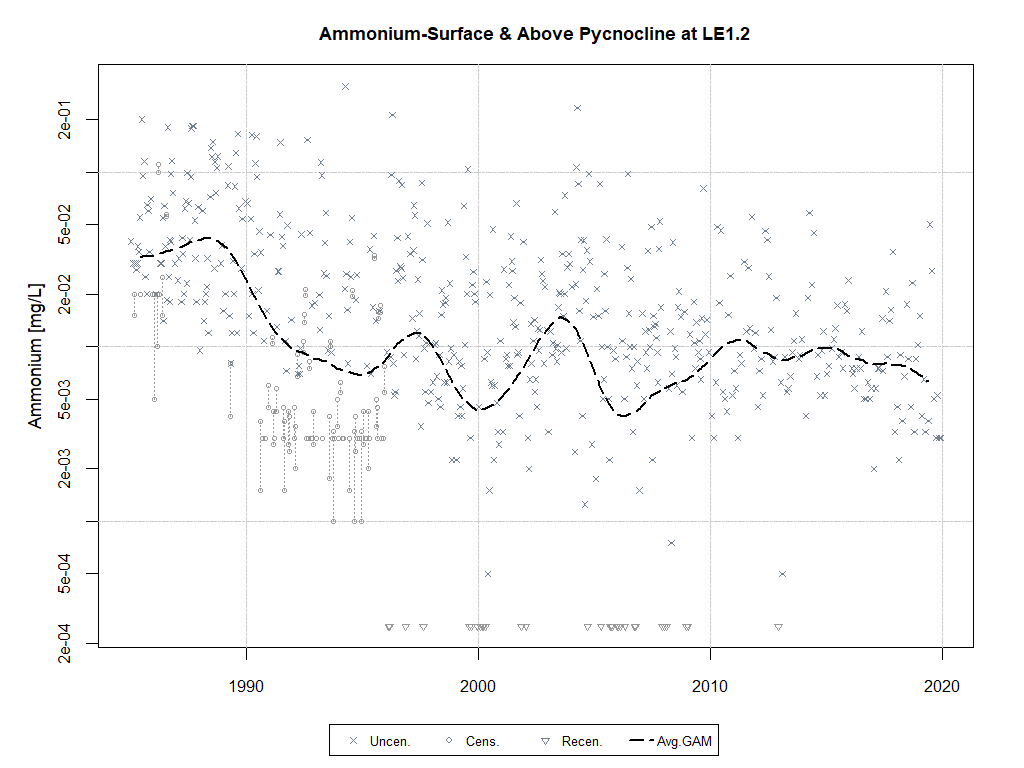 Ammonium-Surface & Above Pycnocline at LE1.2
Ammonium [mg/L]
2e-01
5e-02
2e-02
5e-03
2e-03
5e-04
2e-04
1990 2000 2010 2020
Uncen. Cens. Recen. Avg.GAM